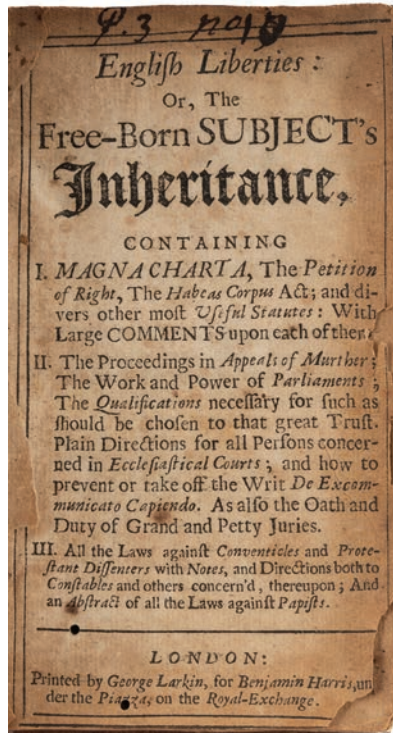 P. 3
Engliſh Liberties :
Or, The
Free-Born SUBJECT's
Inheritance,
CONTAINING
I. MAGNA CHARTA, The Petition
of Right, The Habeas Corpus Act; and di-
vers other moſt Uſeful Statutes : With
Large COMMENTS upon each of them.
II. The Proceedings in Appeals of Murther ;
The Work and Power of Parliaments ;
The Qualifications neceſſary for ſuch as
ſhould be choſen to that great Truſt.
Plain Directions for all Perſons concer-
ned in Eccleſiaſtical Courts ; and how to
prevent or take off the Writ De Excom-
municato Capiendo. As alſo the Oath and
Duty of Grand and Petty Juries.
III. All the Laws againſt Conventicles and Prote-
ſtant Diſſenters with Notes, and Directions both to
Conſtables and others concern'd, thereupon ; And
an Abſtract of all the Laws againſt Papiſts.
LONDON:
Printed by George Larkin, for Benjamin Harris, un
der the Piazza, on the Royal-Exchange.